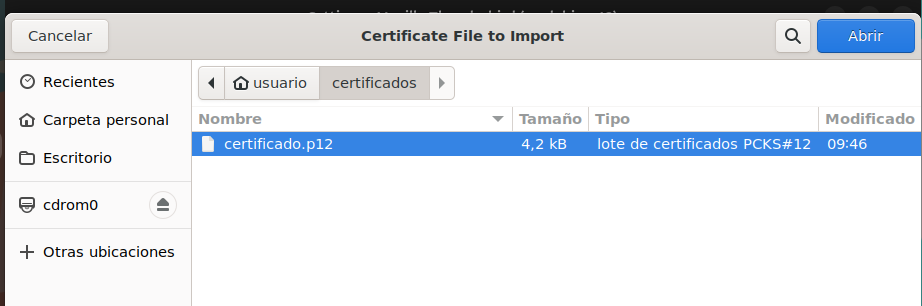 Cancelar
Certificate File to Import
Abrir
Recientes
Carpeta personal
Escritorio
cdrom0
Otras ubicaciones
usuario
certificados
Nombre
Tamaño
Tipo
Modificado
certificado.p12
4,2 kB
lote de certificados PCKS#12
09:46